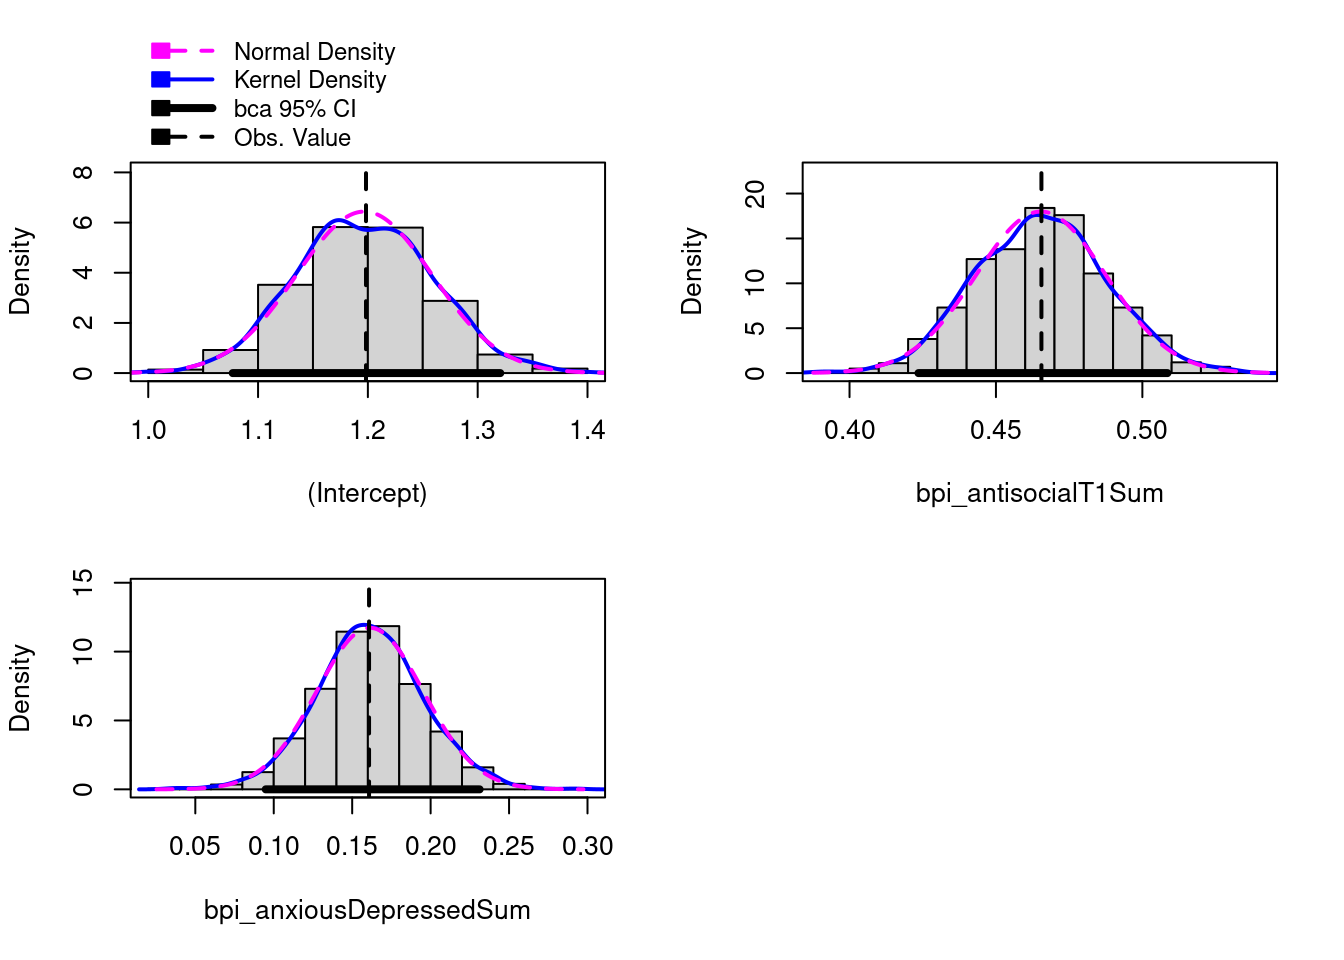 Normal Density
Kernel Density
bca 95% CI
Obs. Value
Density
0 2 4 6 8
1.0 1.1 1.2 1.3 1.4
(Intercept)
Density
0 5 10 20
0.40 0.45 0.50
bpi_antisocialT1Sum
Density
0 5 10 15
0.05 0.10 0.15 0.20 0.25 0.30
bpi_anxiousDepressedSum